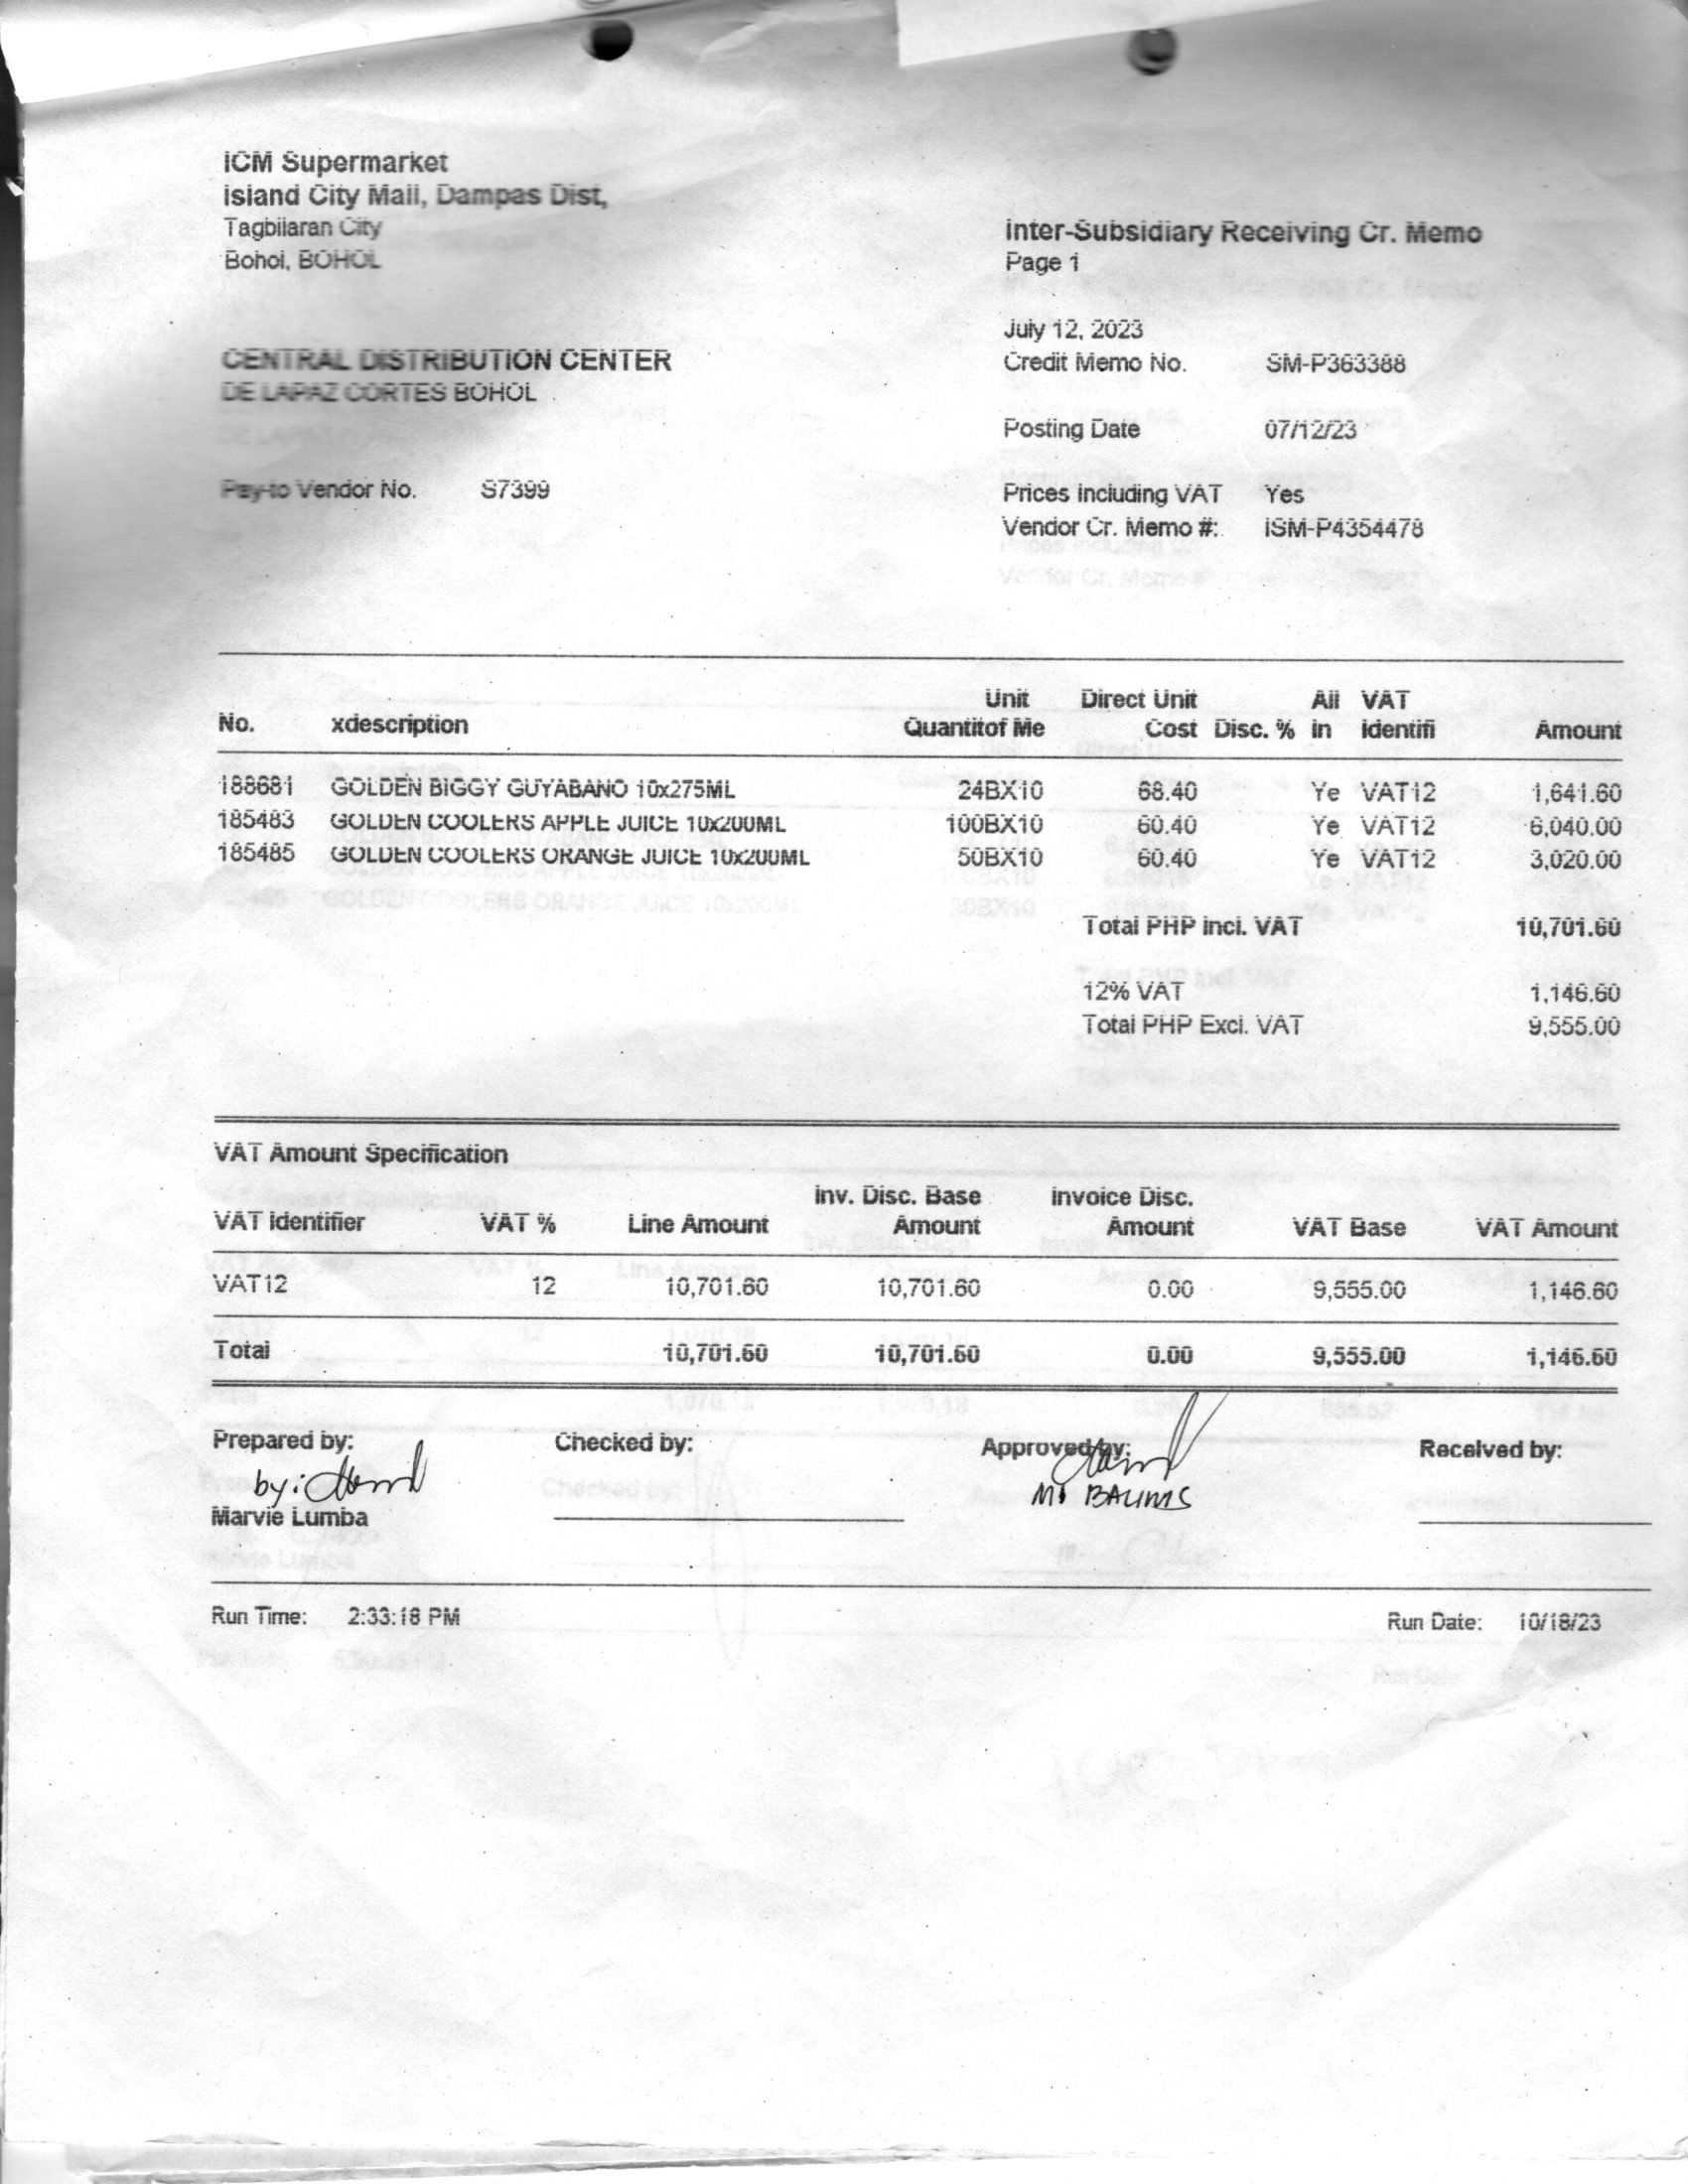 ICM Supermarket
Island City Mall, Dampas Dist,
Tagbilaran City
Bohol, BOHOL
Inter-Subsidiary Receiving Cr. Memo
Page 1
July 12, 2023
CENTRAL DISTRIBUTION CENTER
Credit Memo No. SM-P363388
DE LAPAZ CORTES BOHOL
Posting Date 07/12/23
Pay-to Vendor No. S7399
Prices Including VAT Yes
Vendor Cr. Memo #: ISM-P4354478
Unit Direct Unit All VAT
No. xdescription Quantitof Me Cost Disc. % in Identifi Amount
188681 GOLDEN BIGGY GUYABANO 10x275ML 24BX10 68.40 Ye VAT12 1,641.60
185483 GOLDEN COOLERS APPLE JUICE 10x200ML 100BX10 60.40 Ye VAT12 6,040.00
185485 GOLDEN COOLERS ORANGE JUICE 10x200ML 50BX10 60.40 Ye VAT12 3,020.00
Total PHP Incl. VAT 10,701.60
12% VAT 1,146.60
Total PHP Excl. VAT 9,555.00
VAT Amount Specification
Inv. Disc. Base Invoice Disc.
VAT Identifier VAT % Line Amount Amount Amount VAT Base VAT Amount
VAT12 12 10,701.60 10,701.60 0.00 9,555.00 1,146.60
Total 10,701.60 10,701.60 0.00 9,555.00 1,146.60
Prepared by: Checked by: Approved by: Received by:
by:
Marvie Lumba
Run Time: 2:33:18 PM Run Date: 10/18/23